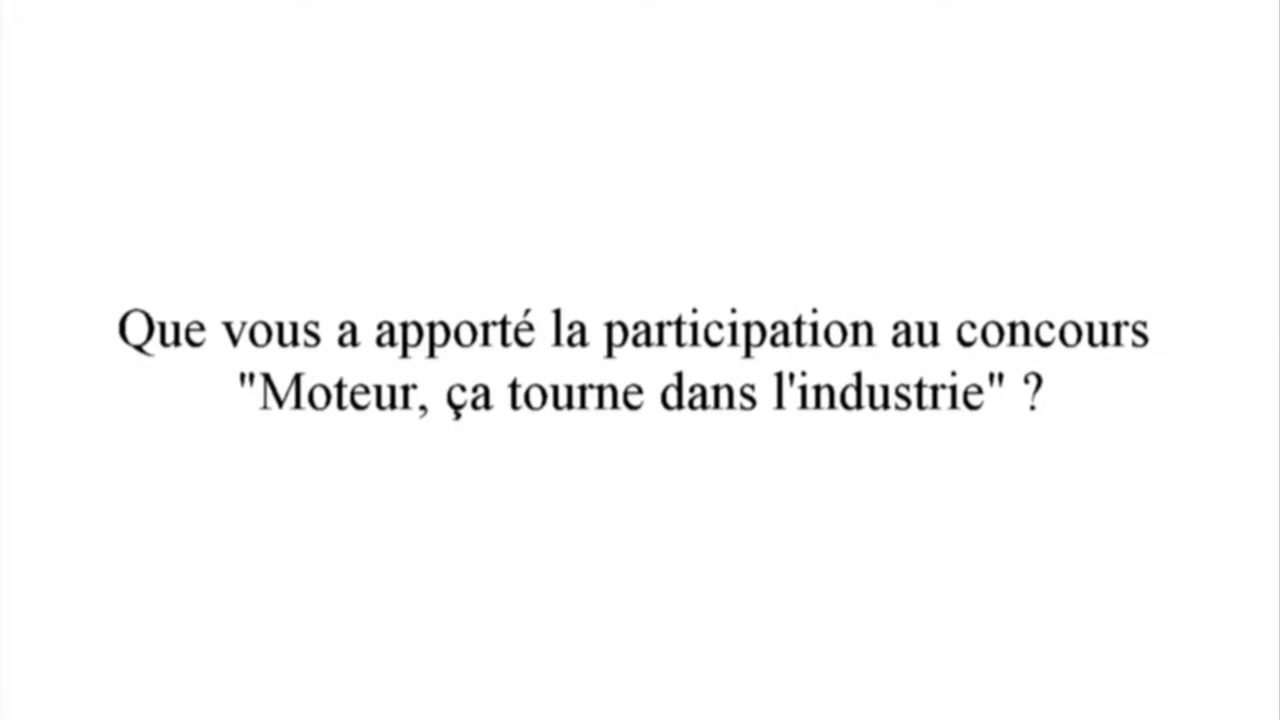 Que vous a apporté la participation au concours
"Moteur, ça tourne dans l'industrie" ?